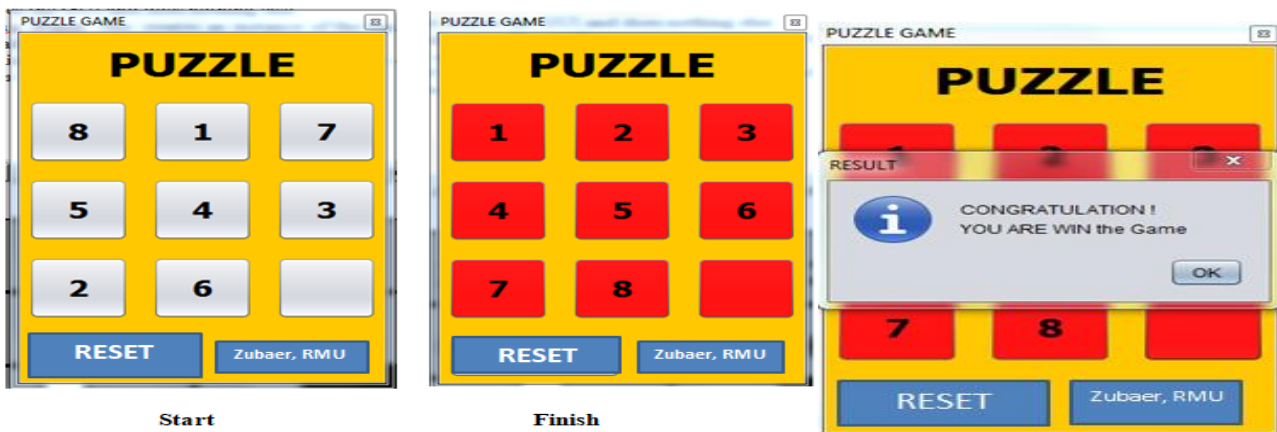 PUZZLE GAME
PUZZLE
8 1 7
5 4 3
2 6
RESET
Zubaer, RMU
Start
PUZZLE GAME
PUZZLE
1 2 3
4 5 6
7 8
RESET
Zubaer, RMU
Finish
PUZZLE GAME
PUZZLE
RESULT
CONGRATULATION !
YOU ARE WIN the Game
OK
7 8
RESET
Zubaer, RMU